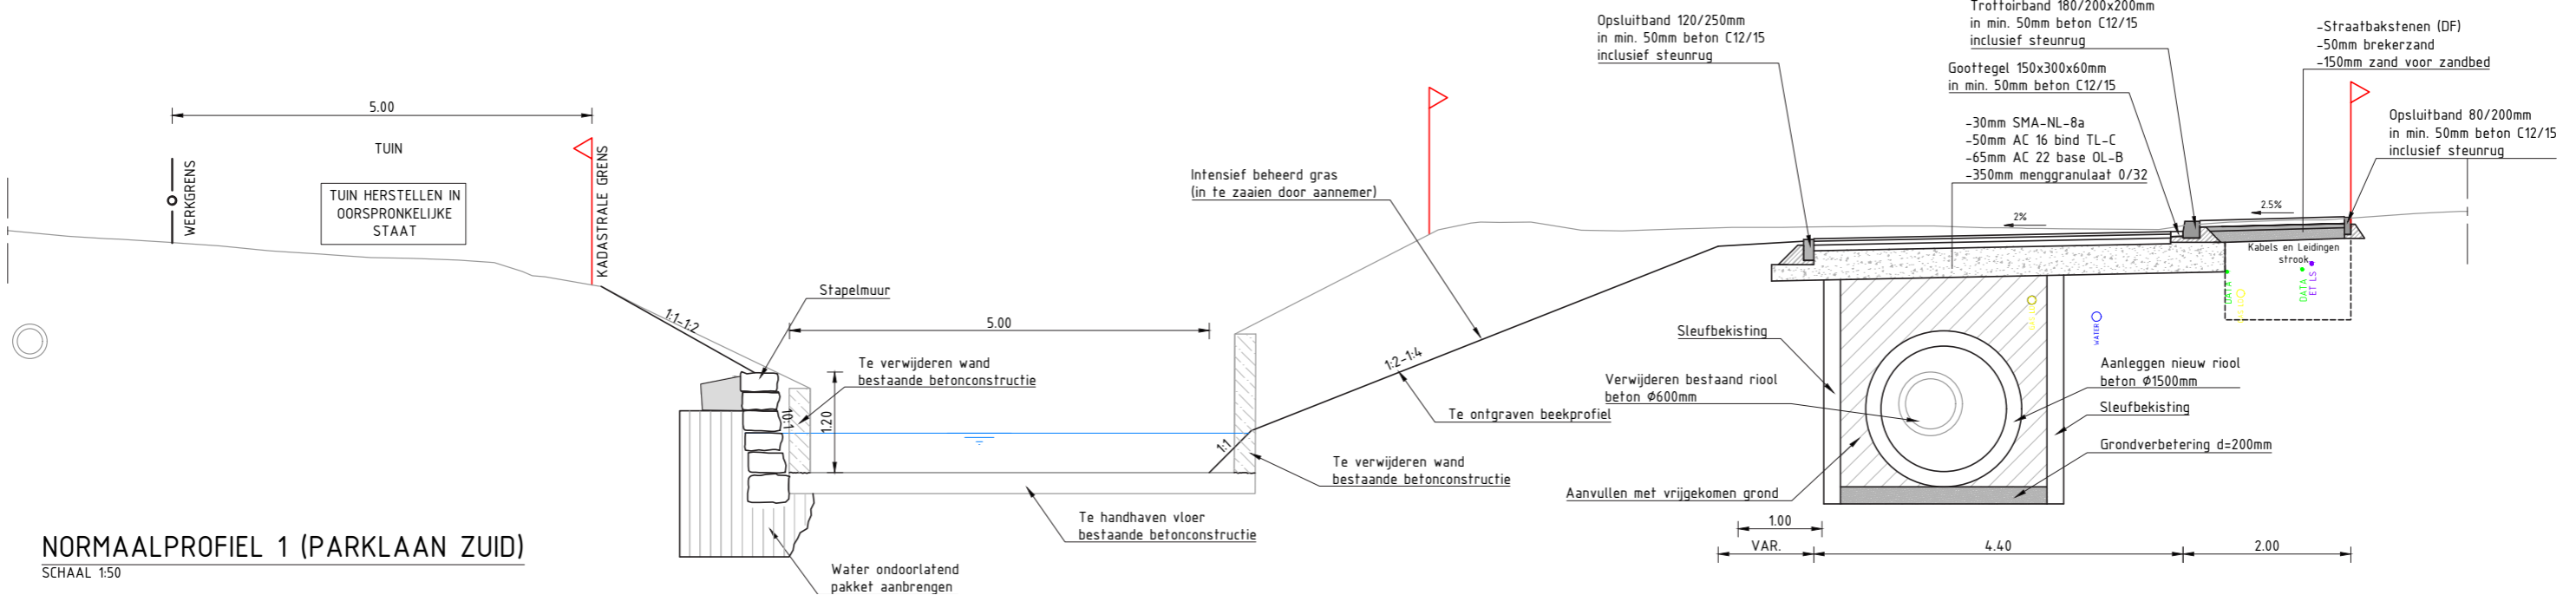 Opsluitband 120/250mm
in min. 50mm beton C12/15
inclusief steunrug
Trottoirband 180/200x200mm
in min. 50mm beton C12/15
inclusief steunrug
-Straatbakstenen (DF)
-50mm brekerzand
-150mm zand voor zandbed
Goottegel 150x300x60mm
in min. 50mm beton C12/15
Opsluitband 80/200mm
in min. 50mm beton C12/15
inclusief steunrug
-30mm SMA-NL-8a
-50mm AC 16 bind TL-C
-65mm AC 22 base OL-B
-350mm menggranulaat 0/32
5.00
TUIN
WERKGRENS
TUIN HERSTELLEN IN
OORSPRONKELIJKE
STAAT
KADASTRALE GRENS
Intensief beheerd gras
(in te zaaien door aannemer)
2%
2.5%
Kabels en Leidingen
strook
DATA
DATA
ET LS
WATER
Stapelmuur
1:1-1:2
5.00
Te verwijderen wand
bestaande betonconstructie
10:1
1.20
1:1
1:2-1:4
Te ontgraven beekprofiel
Te verwijderen wand
bestaande betonconstructie
Sleufbekisting
Verwijderen bestaand riool
beton Ø600mm
Aanleggen nieuw riool
beton Ø1500mm
Sleufbekisting
Grondverbetering d=200mm
Aanvullen met vrijgekomen grond
Te handhaven vloer
bestaande betonconstructie
Water ondoorlatend
pakket aanbrengen
1.00
VAR.
4.40
2.00
NORMAALPROFIEL 1 (PARKLAAN ZUID)
SCHAAL 1:50